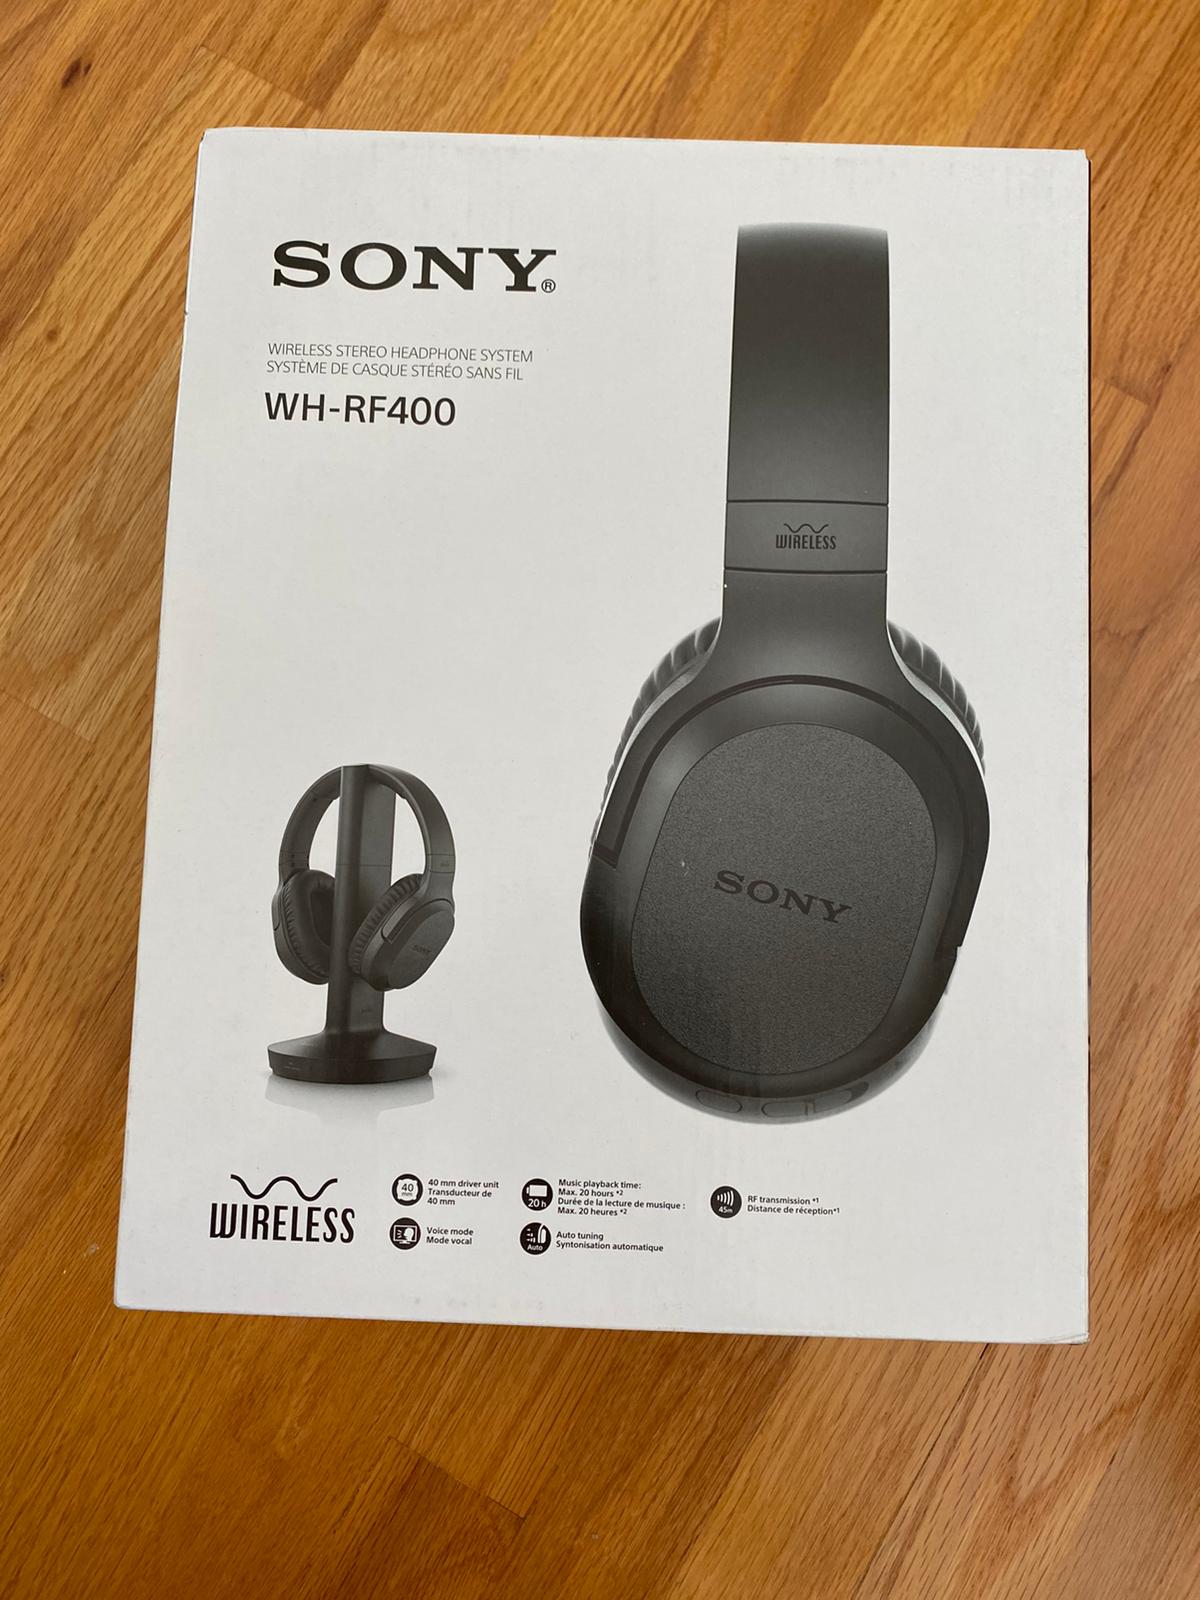 SONY®
WIRELESS STEREO HEADPHONE SYSTEM
SYSTÈME DE CASQUE STÉRÉO SANS FIL
WH-RF400
WIRELESS
SONY
SONY
WIRELESS
40 mm
40 mm driver unit
Transducteur de
40 mm
Voice mode
Mode vocal
20 h
Music playback time:
Max. 20 hours *2
Durée de la lecture de musique :
Max. 20 heures *2
Auto
Auto tuning
Syntonisation automatique
45m
RF transmission *1
Distance de réception*1